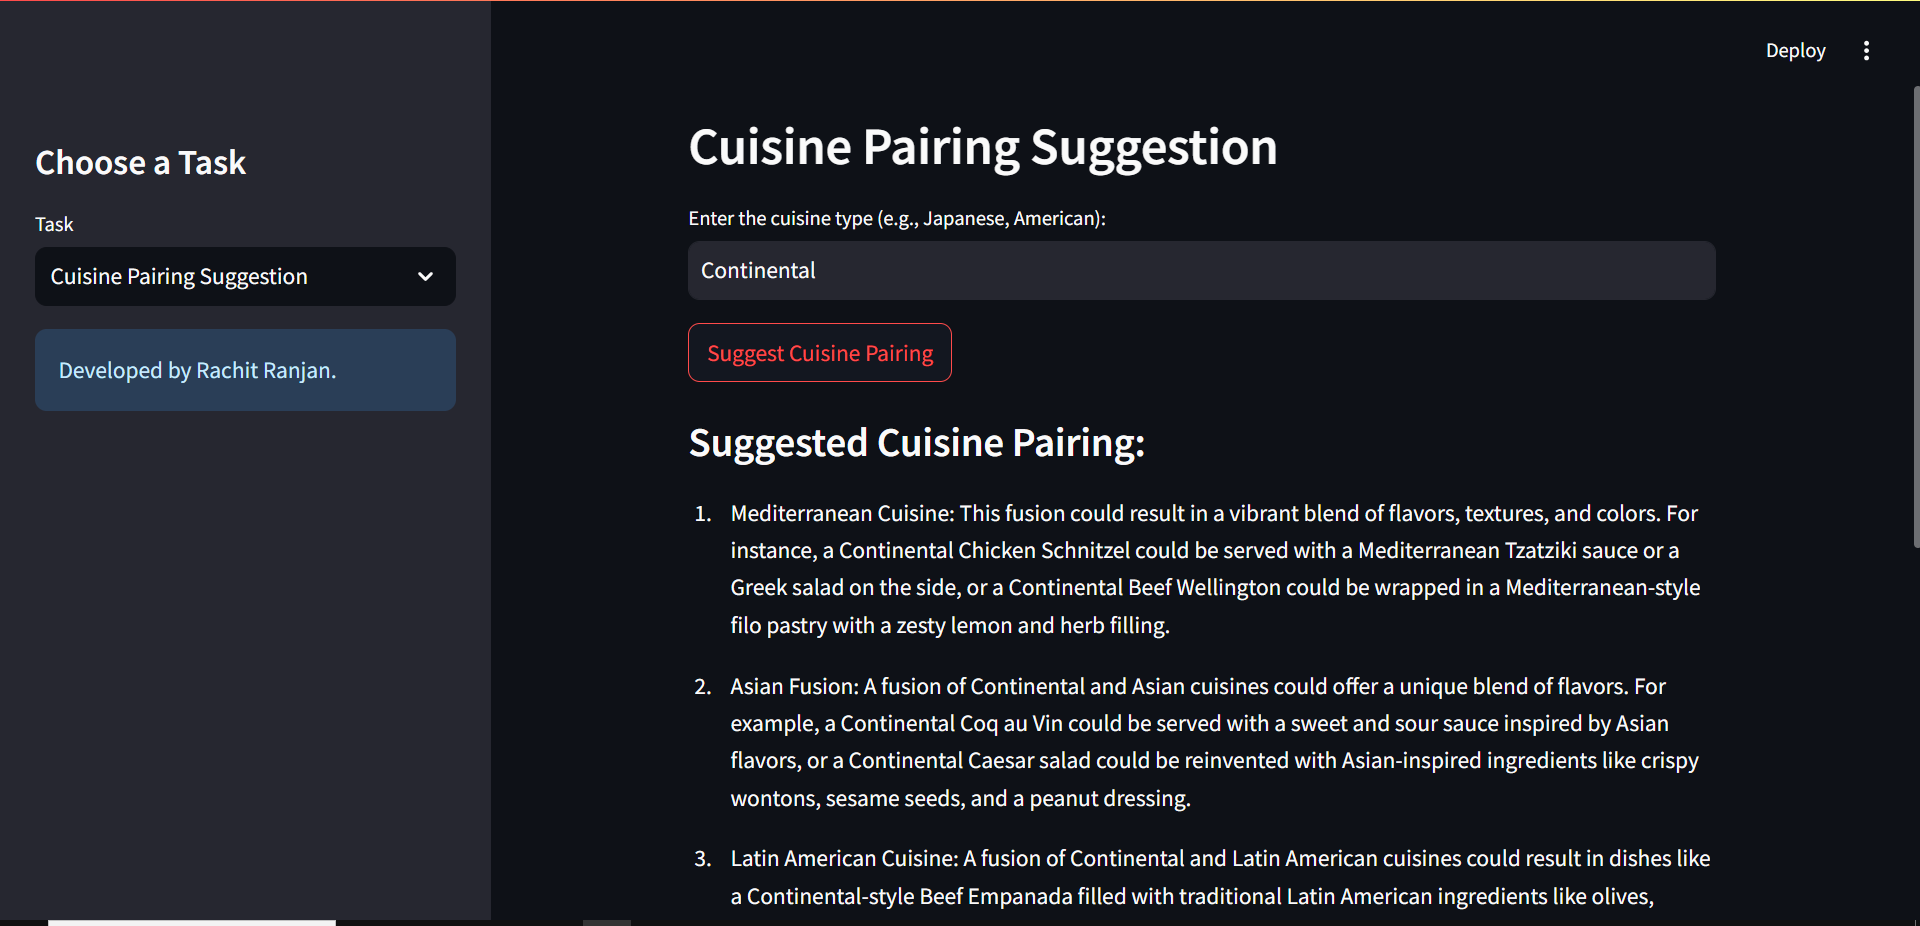 Deploy
Choose a Task
Task
Cuisine Pairing Suggestion
Developed by Rachit Ranjan.
Cuisine Pairing Suggestion
Enter the cuisine type (e.g., Japanese, American):
Continental
Suggest Cuisine Pairing
Suggested Cuisine Pairing:
1. Mediterranean Cuisine: This fusion could result in a vibrant blend of flavors, textures, and colors. For
instance, a Continental Chicken Schnitzel could be served with a Mediterranean Tzatziki sauce or a
Greek salad on the side, or a Continental Beef Wellington could be wrapped in a Mediterranean-style
filo pastry with a zesty lemon and herb filling.
2. Asian Fusion: A fusion of Continental and Asian cuisines could offer a unique blend of flavors. For
example, a Continental Coq au Vin could be served with a sweet and sour sauce inspired by Asian
flavors, or a Continental Caesar salad could be reinvented with Asian-inspired ingredients like crispy
wontons, sesame seeds, and a peanut dressing.
3. Latin American Cuisine: A fusion of Continental and Latin American cuisines could result in dishes like
a Continental-style Beef Empanada filled with traditional Latin American ingredients like olives,